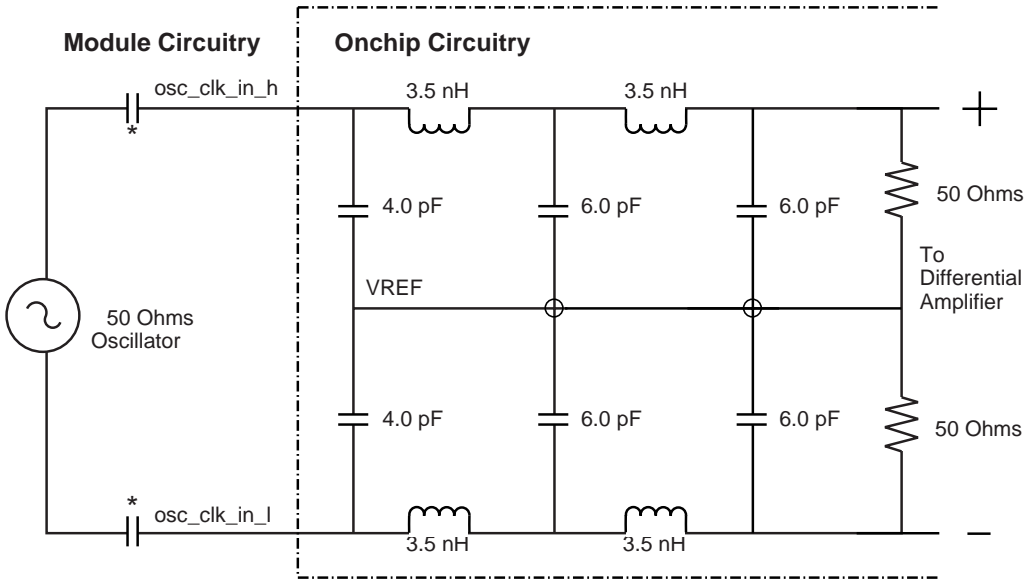 Module Circuitry
Onchip Circuitry
osc_clk_in_h
3.5 nH
3.5 nH
*
+
4.0 pF
6.0 pF
6.0 pF
50 Ohms
VREF
To
Differential
Amplifier
50 Ohms
Oscillator
4.0 pF
6.0 pF
6.0 pF
50 Ohms
*
osc_clk_in_l
3.5 nH
3.5 nH
−